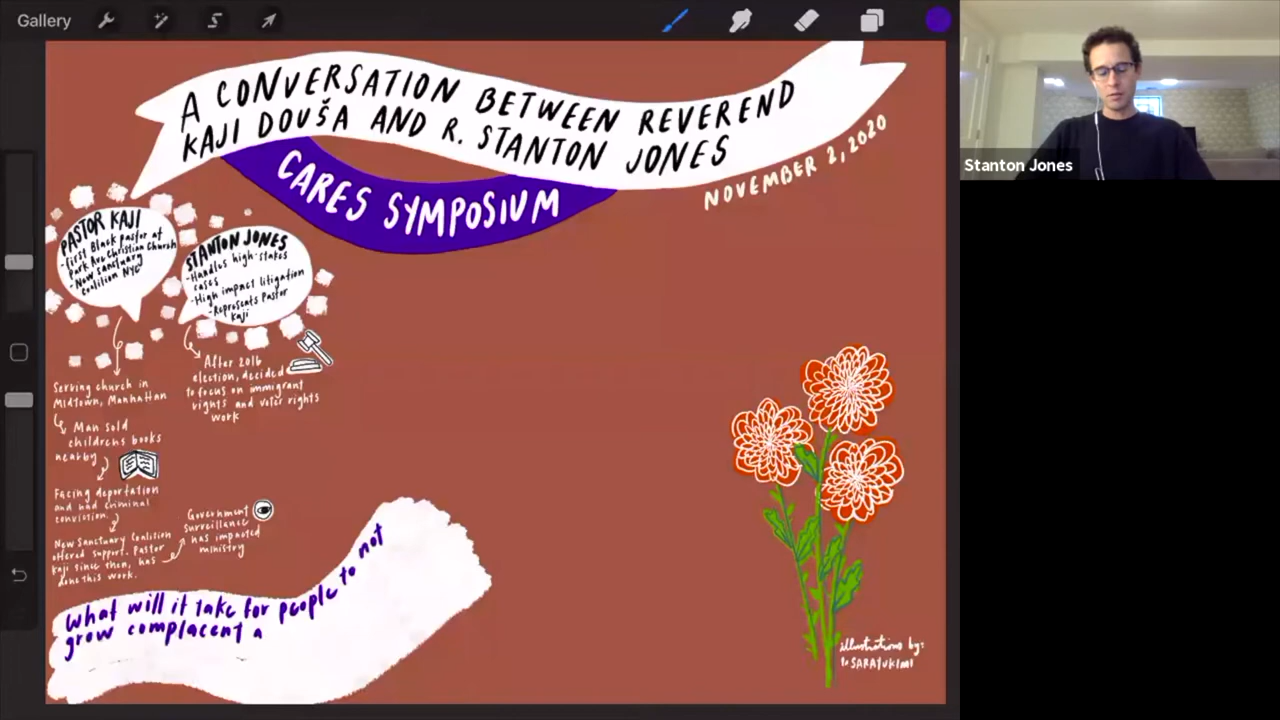 Gallery
A CONVERSATION BETWEEN REVEREND
KAJI DOUŠA AND R. STANTON JONES
NOVEMBER 2, 2020
CARES SYMPOSIUM
Stanton Jones
PASTOR KAJI
- First Black Pastor at
Park Ave Christian Church
- New Sanctuary
Coalition NYC
STANTON JONES
- Handles high-stakes
cases
- High impact litigation
- Represents Pastor
Kaji
After 2016
election, decided
to focus on immigrant
rights and voter rights
work
Serving church in
Midtown, Manhattan
Man sold
childrens books
nearby
Facing deportation
and had criminal
conviction.
New Sanctuary Coalition
offered support. Pastor
Kaji since then, has
done this work.
Government
surveillance
has impacted
ministry
What will it take for people to not
grow complacent a
illustrations by:
SARAYUKIMI